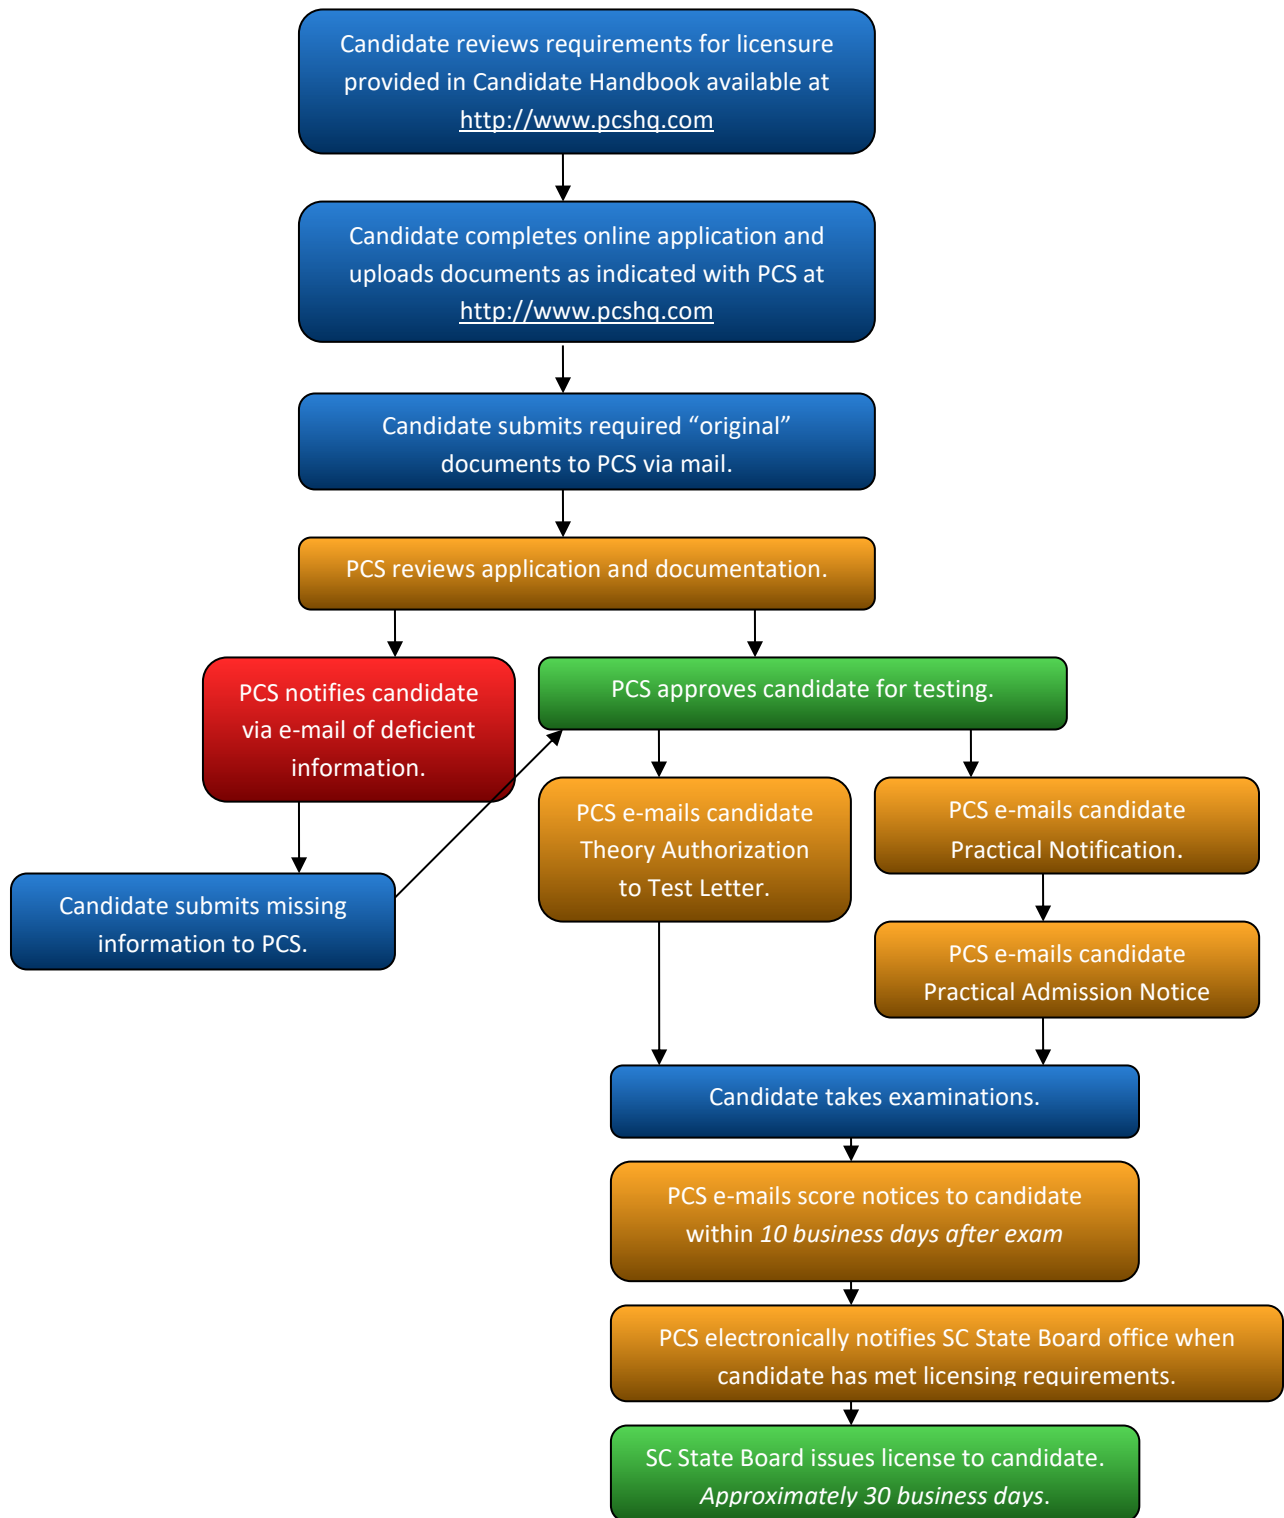 Candidate reviews requirements for licensure
provided in Candidate Handbook available at
http://www.pcshq.com
Candidate completes online application and
uploads documents as indicated with PCS at
http://www.pcshq.com
Candidate submits required “original”
documents to PCS via mail.
PCS reviews application and documentation.
PCS notifies candidate
via e-mail of deficient
information.
PCS approves candidate for testing.
Candidate submits missing
information to PCS.
PCS e-mails candidate
Theory Authorization
to Test Letter.
PCS e-mails candidate
Practical Notification.
PCS e-mails candidate
Practical Admission Notice
Candidate takes examinations.
PCS e-mails score notices to candidate
within 10 business days after exam
PCS electronically notifies SC State Board office when
candidate has met licensing requirements.
SC State Board issues license to candidate.
Approximately 30 business days.